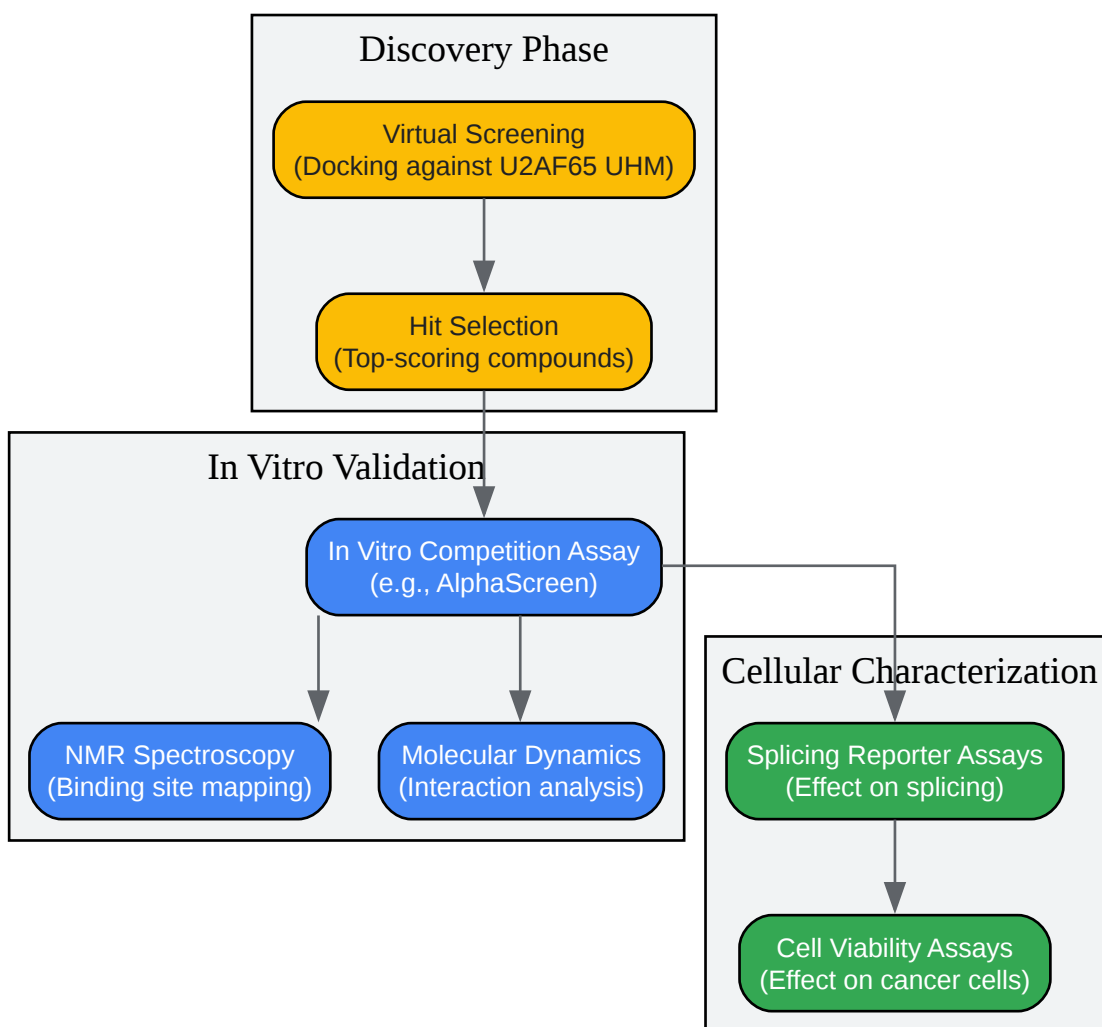 Discovery Phase
Virtual Screening
(Docking against U2AF65 UHM)
Hit Selection
(Top-scoring compounds)
In Vitro Validation
In Vitro Competition Assay
(e.g., AlphaScreen)
NMR Spectroscopy
(Binding site mapping)
Molecular Dynamics
(Interaction analysis)
Cellular Characterization
Splicing Reporter Assays
(Effect on splicing)
Cell Viability Assays
(Effect on cancer cells)